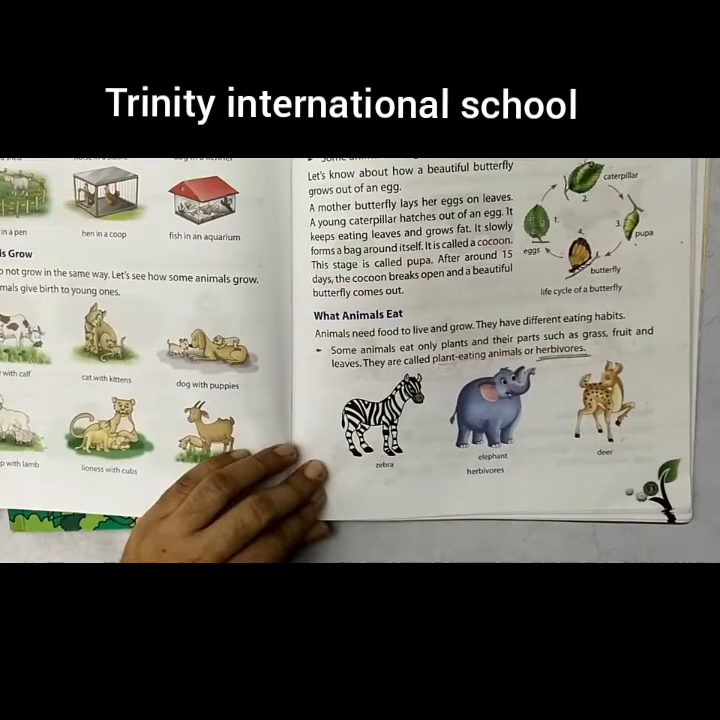 Trinity international school
in a pen
hen in a coop
fish in an aquarium
ls Grow
not grow in the same way. Let's see how some animals grow.
mals give birth to young ones.
with calf
cat with kittens
dog with puppies
p with lamb
lioness with cubs
Let's know about how a beautiful butterfly
grows out of an egg.
A mother butterfly lays her eggs on leaves.
A young caterpillar hatches out of an egg. It
keeps eating leaves and grows fat. It slowly
forms a bag around itself. It is called a cocoon.
This stage is called pupa. After around 15
days, the cocoon breaks open and a beautiful
butterfly comes out.
caterpillar
2.
1.
3.
pupa
4.
eggs
butterfly
life cycle of a butterfly
What Animals Eat
Animals need food to live and grow. They have different eating habits.
Some animals eat only plants and their parts such as grass, fruit and
leaves. They are called plant-eating animals or herbivores.
zebra
elephant
deer
herbivores